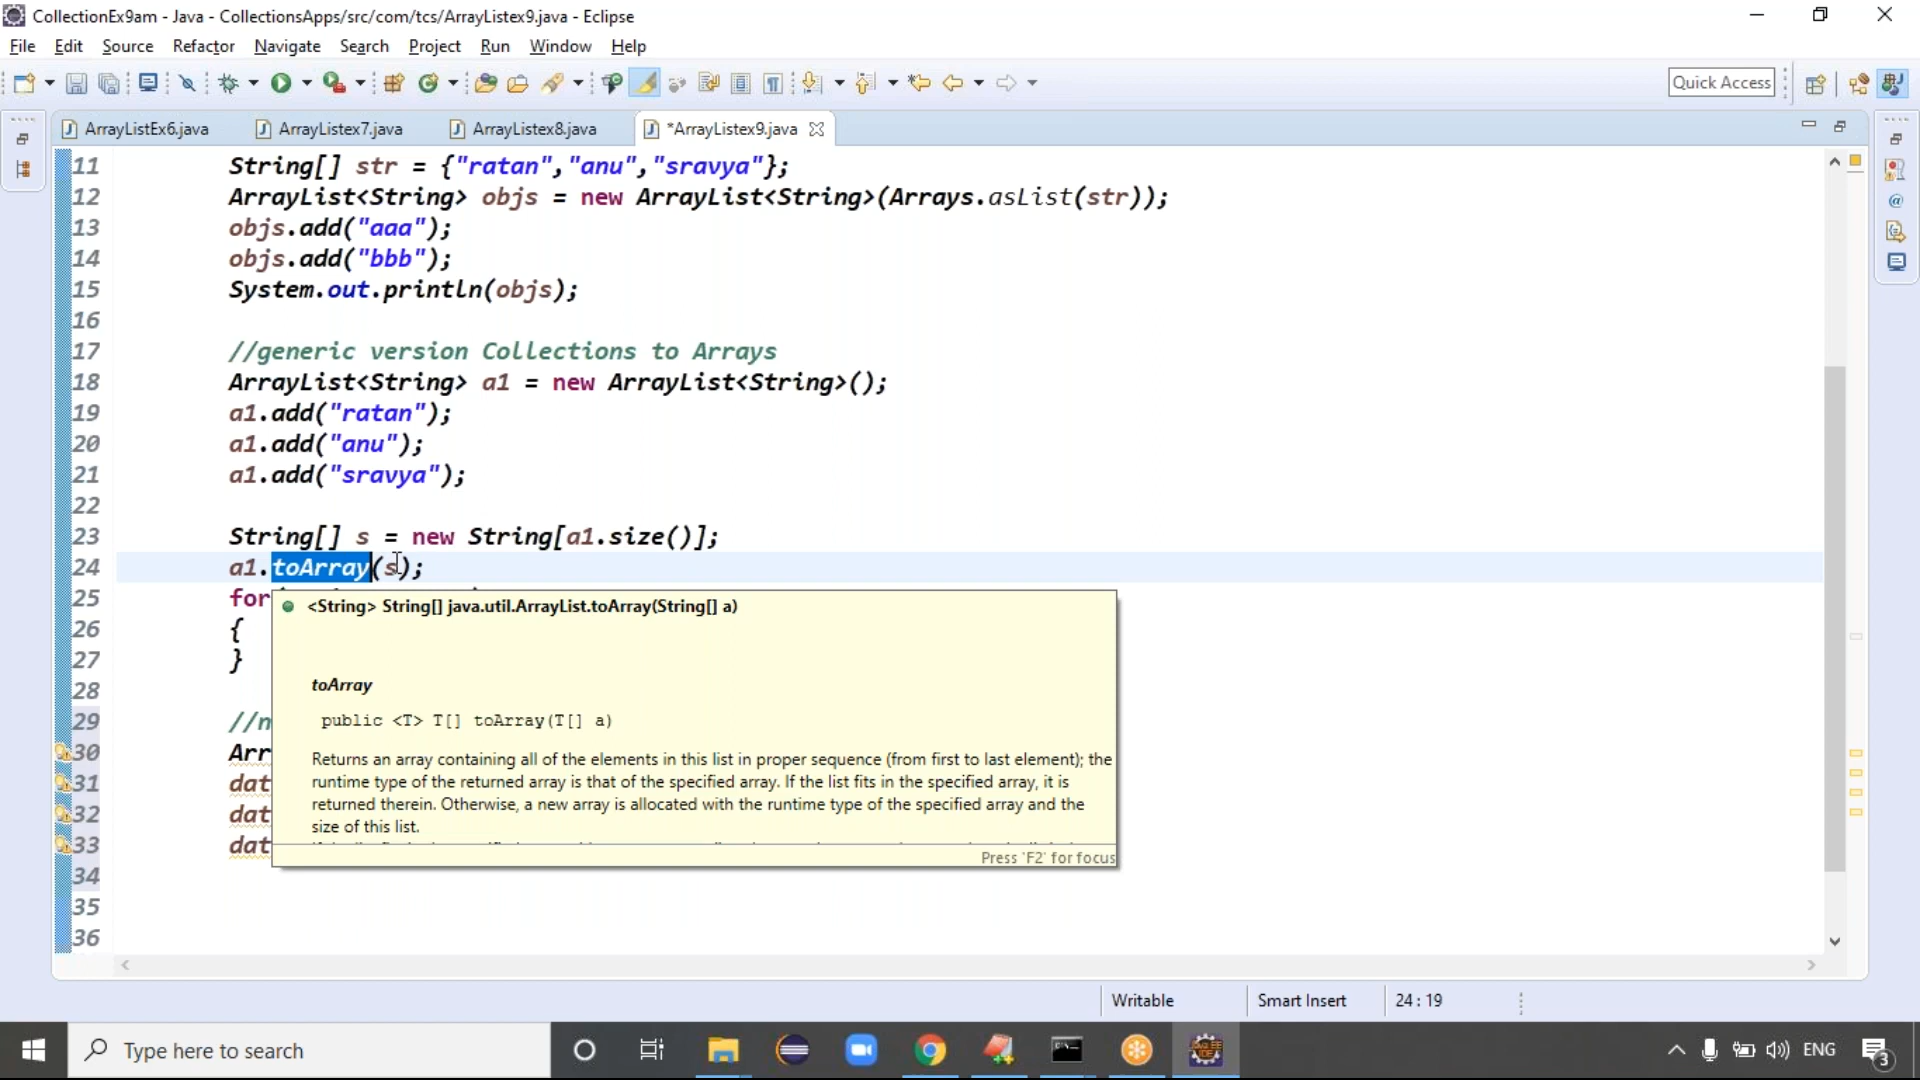 CollectionEx9am - Java - CollectionsApps/src/com/tcs/ArrayListex9.java - Eclipse
File Edit Source Refactor Navigate Search Project Run Window Help
Quick Access
ArrayListEx6.java ArrayListex7.java ArrayListex8.java *ArrayListex9.java
11 String[] str = {"ratan","anu","sravya"};
12 ArrayList<String> objs = new ArrayList<String>(Arrays.asList(str));
13 objs.add("aaa");
14 objs.add("bbb");
15 System.out.println(objs);
16
17 //generic version Collections to Arrays
18 ArrayList<String> a1 = new ArrayList<String>();
19 a1.add("ratan");
20 a1.add("anu");
21 a1.add("sravya");
22
23 String[] s = new String[a1.size()];
24 a1.toArray(s);
25 for
<String> String[] java.util.ArrayList.toArray(String[] a)
26 {
27 }
toArray
28
29 //n
public <T> T[] toArray(T[] a)
30 Arr
Returns an array containing all of the elements in this list in proper sequence (from first to last element); the
31 dat
runtime type of the returned array is that of the specified array. If the list fits in the specified array, it is
32 dat
returned therein. Otherwise, a new array is allocated with the runtime type of the specified array and the
size of this list.
33 dat
Press 'F2' for focus
34
35
36
Writable Smart Insert 24 : 19
Type here to search
ENG
3